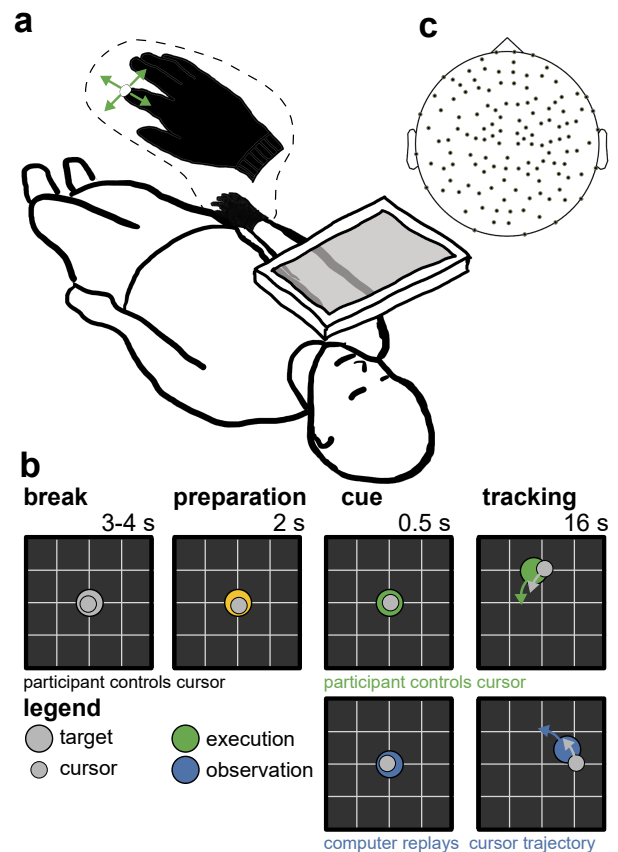 a
c
b
break
preparation
cue
tracking
3-4 s
2 s
0.5 s
16 s
participant controls cursor
participant controls cursor
legend
target
execution
cursor
observation
computer replays cursor trajectory